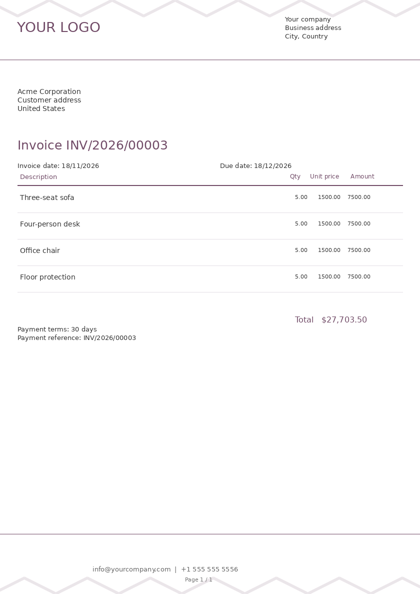 YOUR LOGO
Your company
Business address
City, Country
Acme Corporation
Customer address
United States
Invoice INV/2026/00003
Invoice date: 18/11/2026 Due date: 18/12/2026
Description Qty Unit price Amount
Three-seat sofa 5.00 1500.00 7500.00
Four-person desk 5.00 1500.00 7500.00
Office chair 5.00 1500.00 7500.00
Floor protection 5.00 1500.00 7500.00
Total $27,703.50
Payment terms: 30 days
Payment reference: INV/2026/00003
info@yourcompany.com | +1 555 555 5556
Page 1 / 1